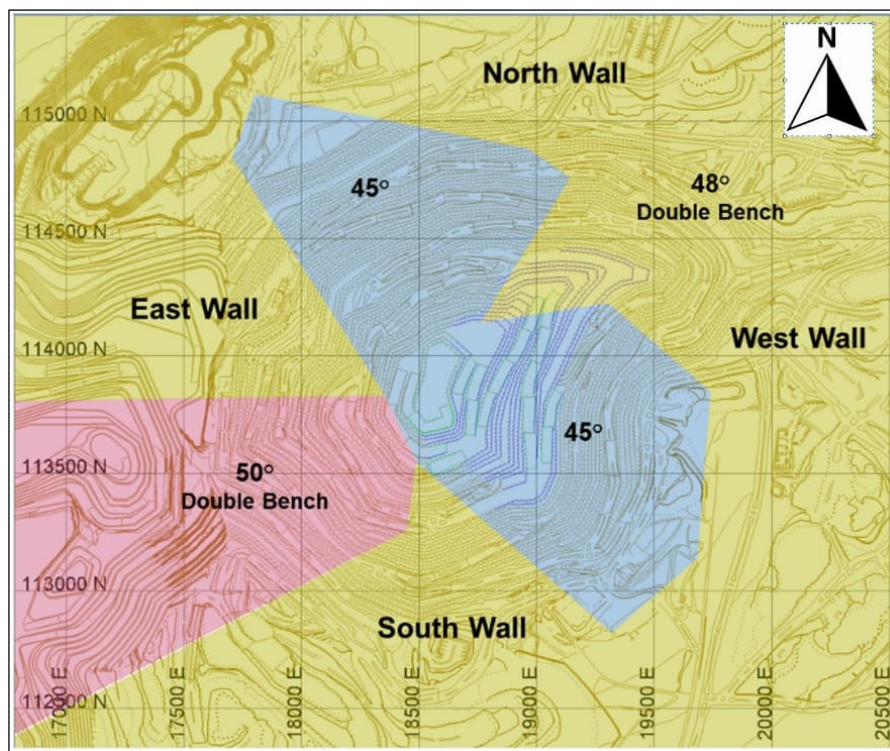 N
North Wall
115000 N
45°
48°
Double Bench
114500 N
East Wall
West Wall
114000 N
45°
113500 N
50°
Double Bench
113000 N
South Wall
112500 N
17000 E
17500 E
18000 E
18500 E
19000 E
19500 E
20000 E
20500 E